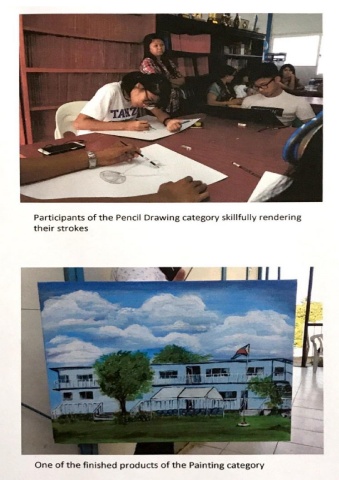 TANZA
Participants of the Pencil Drawing category skillfully rendering
their strokes
One of the finished products of the Painting category